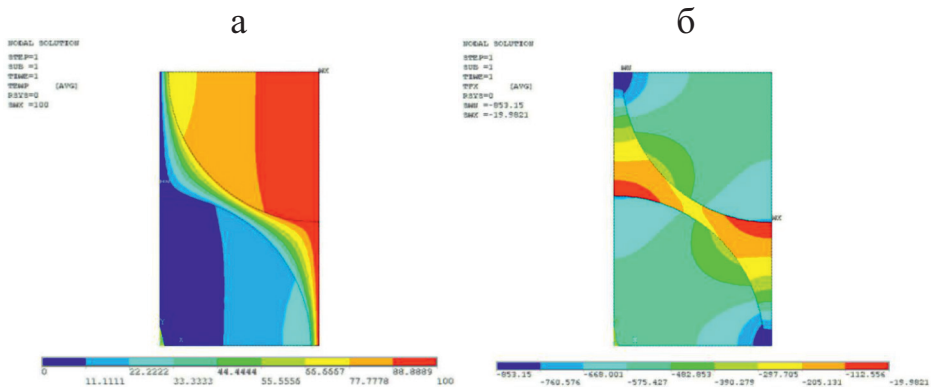 а
б
NODAL SOLUTION
STEP=1
SUB =1
TIME=1
TEMP (AVG)
RSYS=0
SMX =100
MX
0
11.1111
22.2222
33.3333
44.4444
55.5556
66.6667
77.7778
88.8889
100
NODAL SOLUTION
STEP=1
SUB =1
TIME=1
TFX (AVG)
RSYS=0
SMN =-853.15
SMX =-19.9821
MN
MX
-853.15
-760.576
-668.001
-575.427
-482.853
-390.279
-297.705
-205.131
-112.556
-19.9821